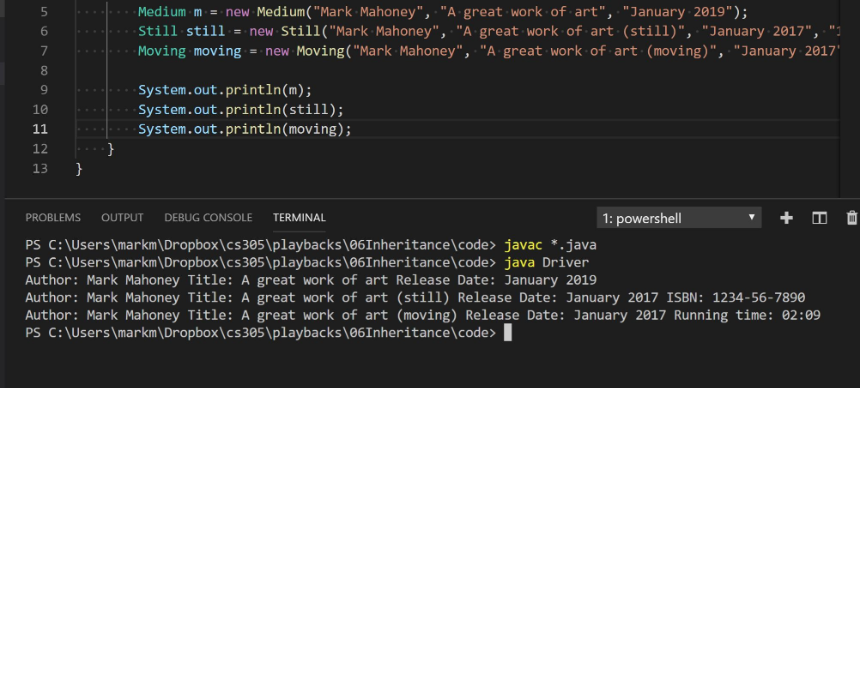 5 Medium m = new Medium("Mark Mahoney", "A great work of art", "January 2019");
6 Still still = new Still("Mark Mahoney", "A great work of art (still)", "January 2017", "1
7 Moving moving = new Moving("Mark Mahoney", "A great work of art (moving)", "January 2017"
8
9 System.out.println(m);
10 System.out.println(still);
11 System.out.println(moving);
12 }
13 }
PROBLEMS OUTPUT DEBUG CONSOLE TERMINAL 1: powershell
PS C:\Users\markm\Dropbox\cs305\playbacks\06Inheritance\code> javac *.java
PS C:\Users\markm\Dropbox\cs305\playbacks\06Inheritance\code> java Driver
Author: Mark Mahoney Title: A great work of art Release Date: January 2019
Author: Mark Mahoney Title: A great work of art (still) Release Date: January 2017 ISBN: 1234-56-7890
Author: Mark Mahoney Title: A great work of art (moving) Release Date: January 2017 Running time: 02:09
PS C:\Users\markm\Dropbox\cs305\playbacks\06Inheritance\code>